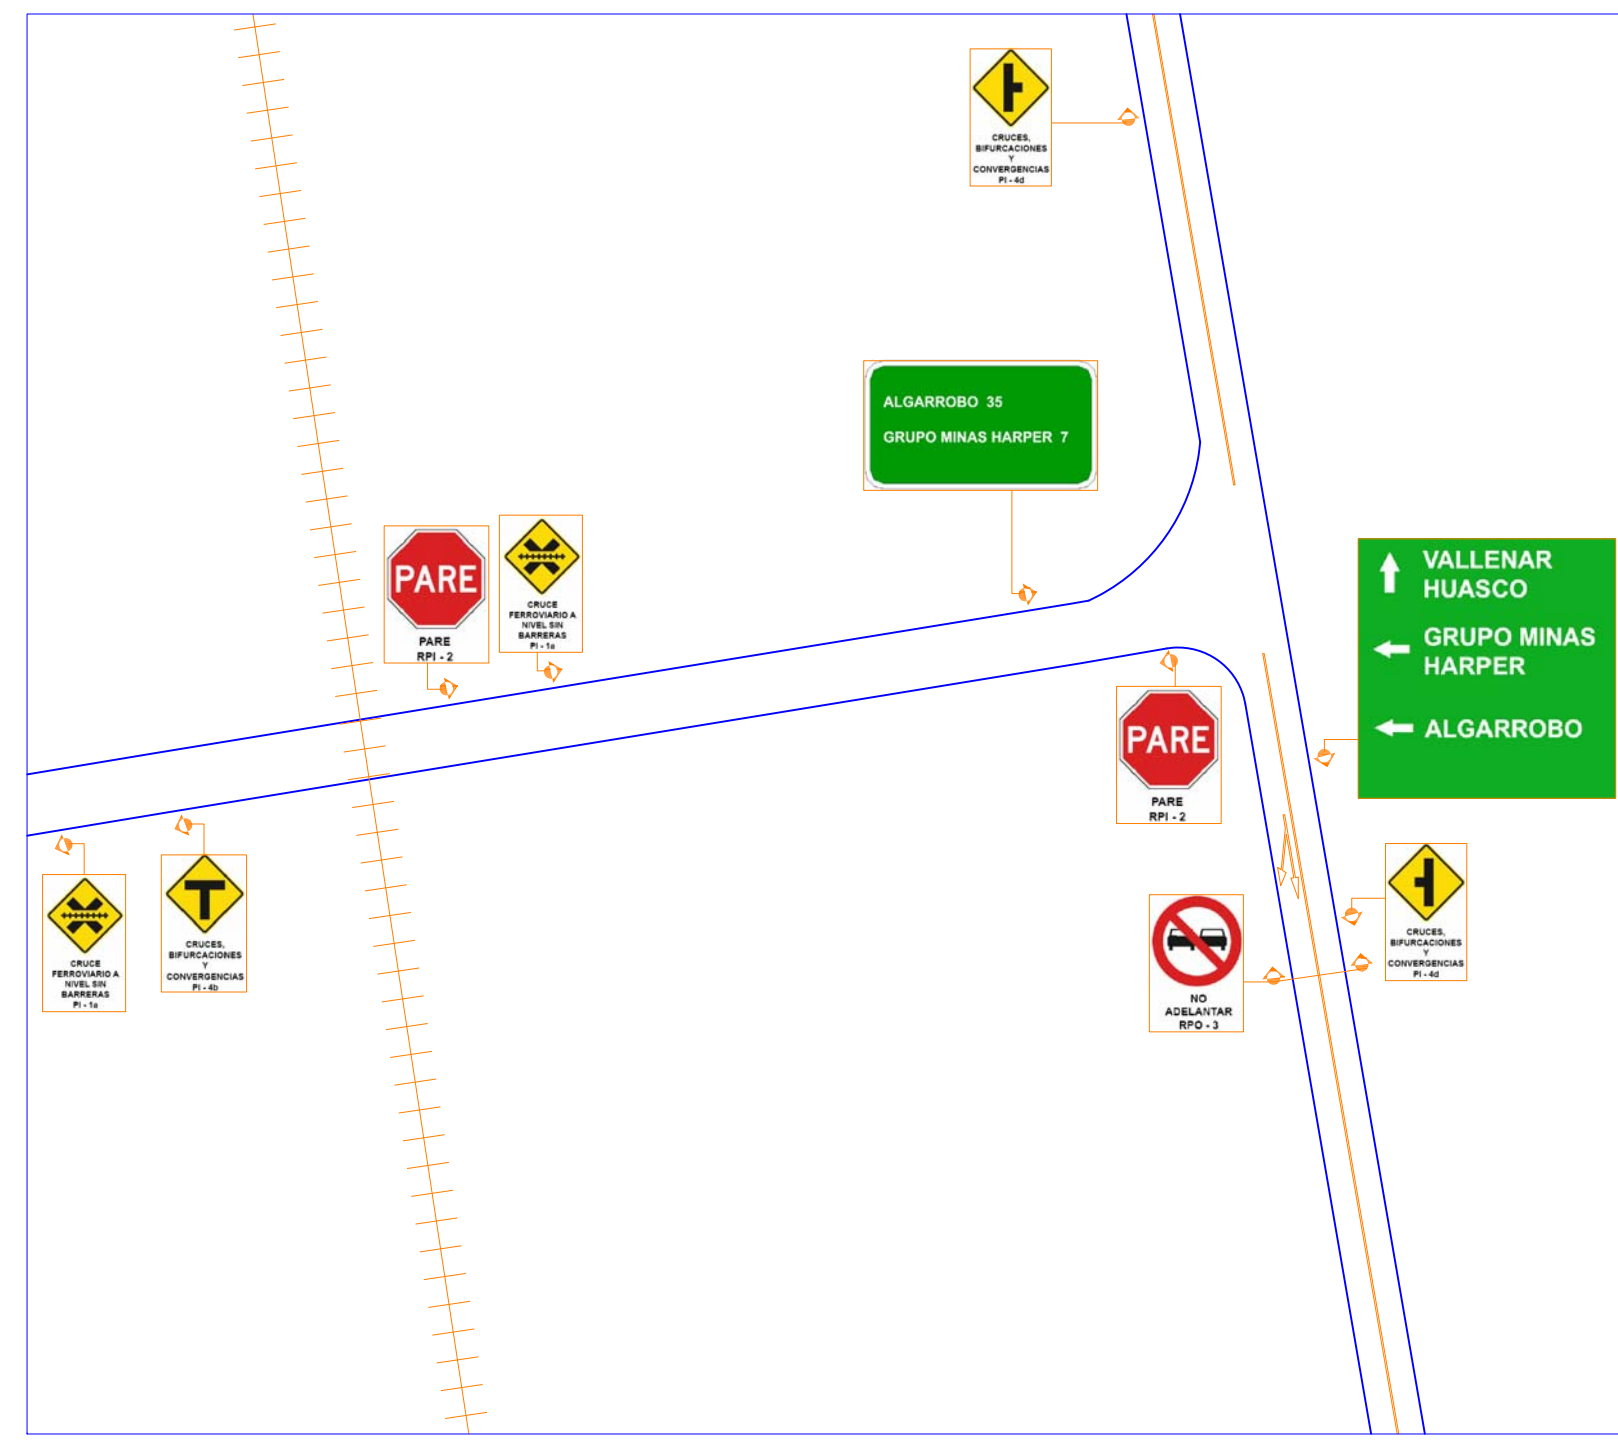 CRUCES,
BIFURCACIONES
Y
CONVERGENCIAS
PI - 4d
ALGARROBO 35
GRUPO MINAS HARPER 7
PARE
PARE
RPI - 2
CRUCE
FERROVIARIO A
NIVEL SIN
BARRERAS
PI - 1a
VALLENAR
HUASCO
GRUPO MINAS
HARPER
ALGARROBO
PARE
PARE
RPI - 2
CRUCE
FERROVIARIO A
NIVEL SIN
BARRERAS
PI - 1a
CRUCES,
BIFURCACIONES
Y
CONVERGENCIAS
PI - 4b
NO
ADELANTAR
RPO - 3
CRUCES,
BIFURCACIONES
Y
CONVERGENCIAS
PI - 4d